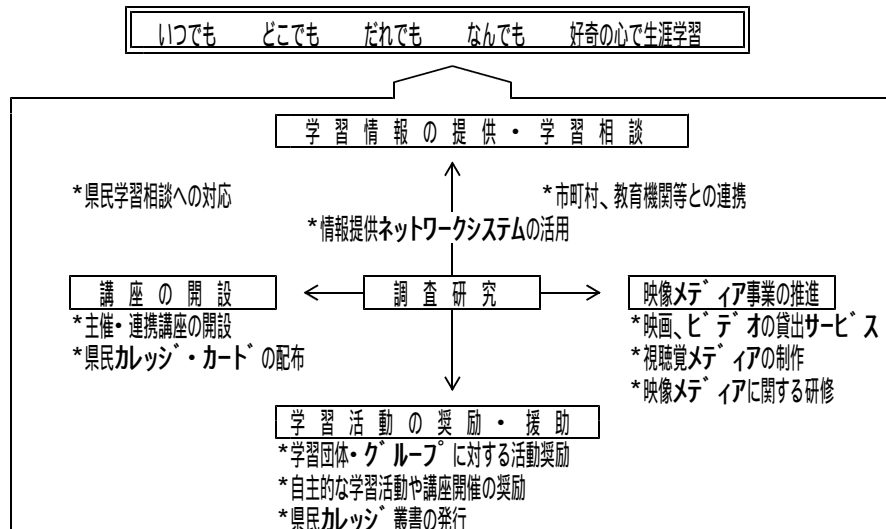 いつでも　どこでも　だれでも　なんでも　好奇の心で生涯学習
学習情報の提供・学習相談
*県民学習相談への対応　*市町村、教育機関等との連携
*情報提供ネットワークシステムの活用
講座の開設　調査研究　映像メディア事業の推進
*主催・連携講座の開設　*映画、ビデオの貸出サービス
*県民カレッジ・カードの配布　*視聴覚メディアの制作
*映像メディアに関する研修
学習活動の奨励・援助
*学習団体・グループに対する活動奨励
*自主的な学習活動や講座開催の奨励
*県民カレッジ叢書の発行